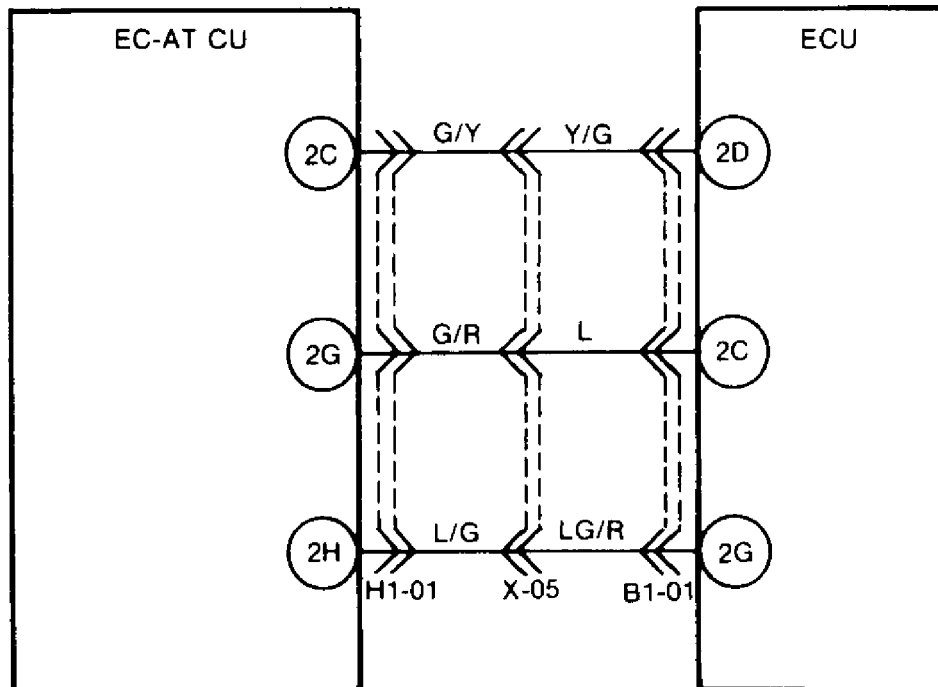 EC-AT CU
ECU
2C
G/Y
Y/G
2D
2G
G/R
L
2C
2H
L/G
LG/R
2G
H1-01
X-05
B1-01